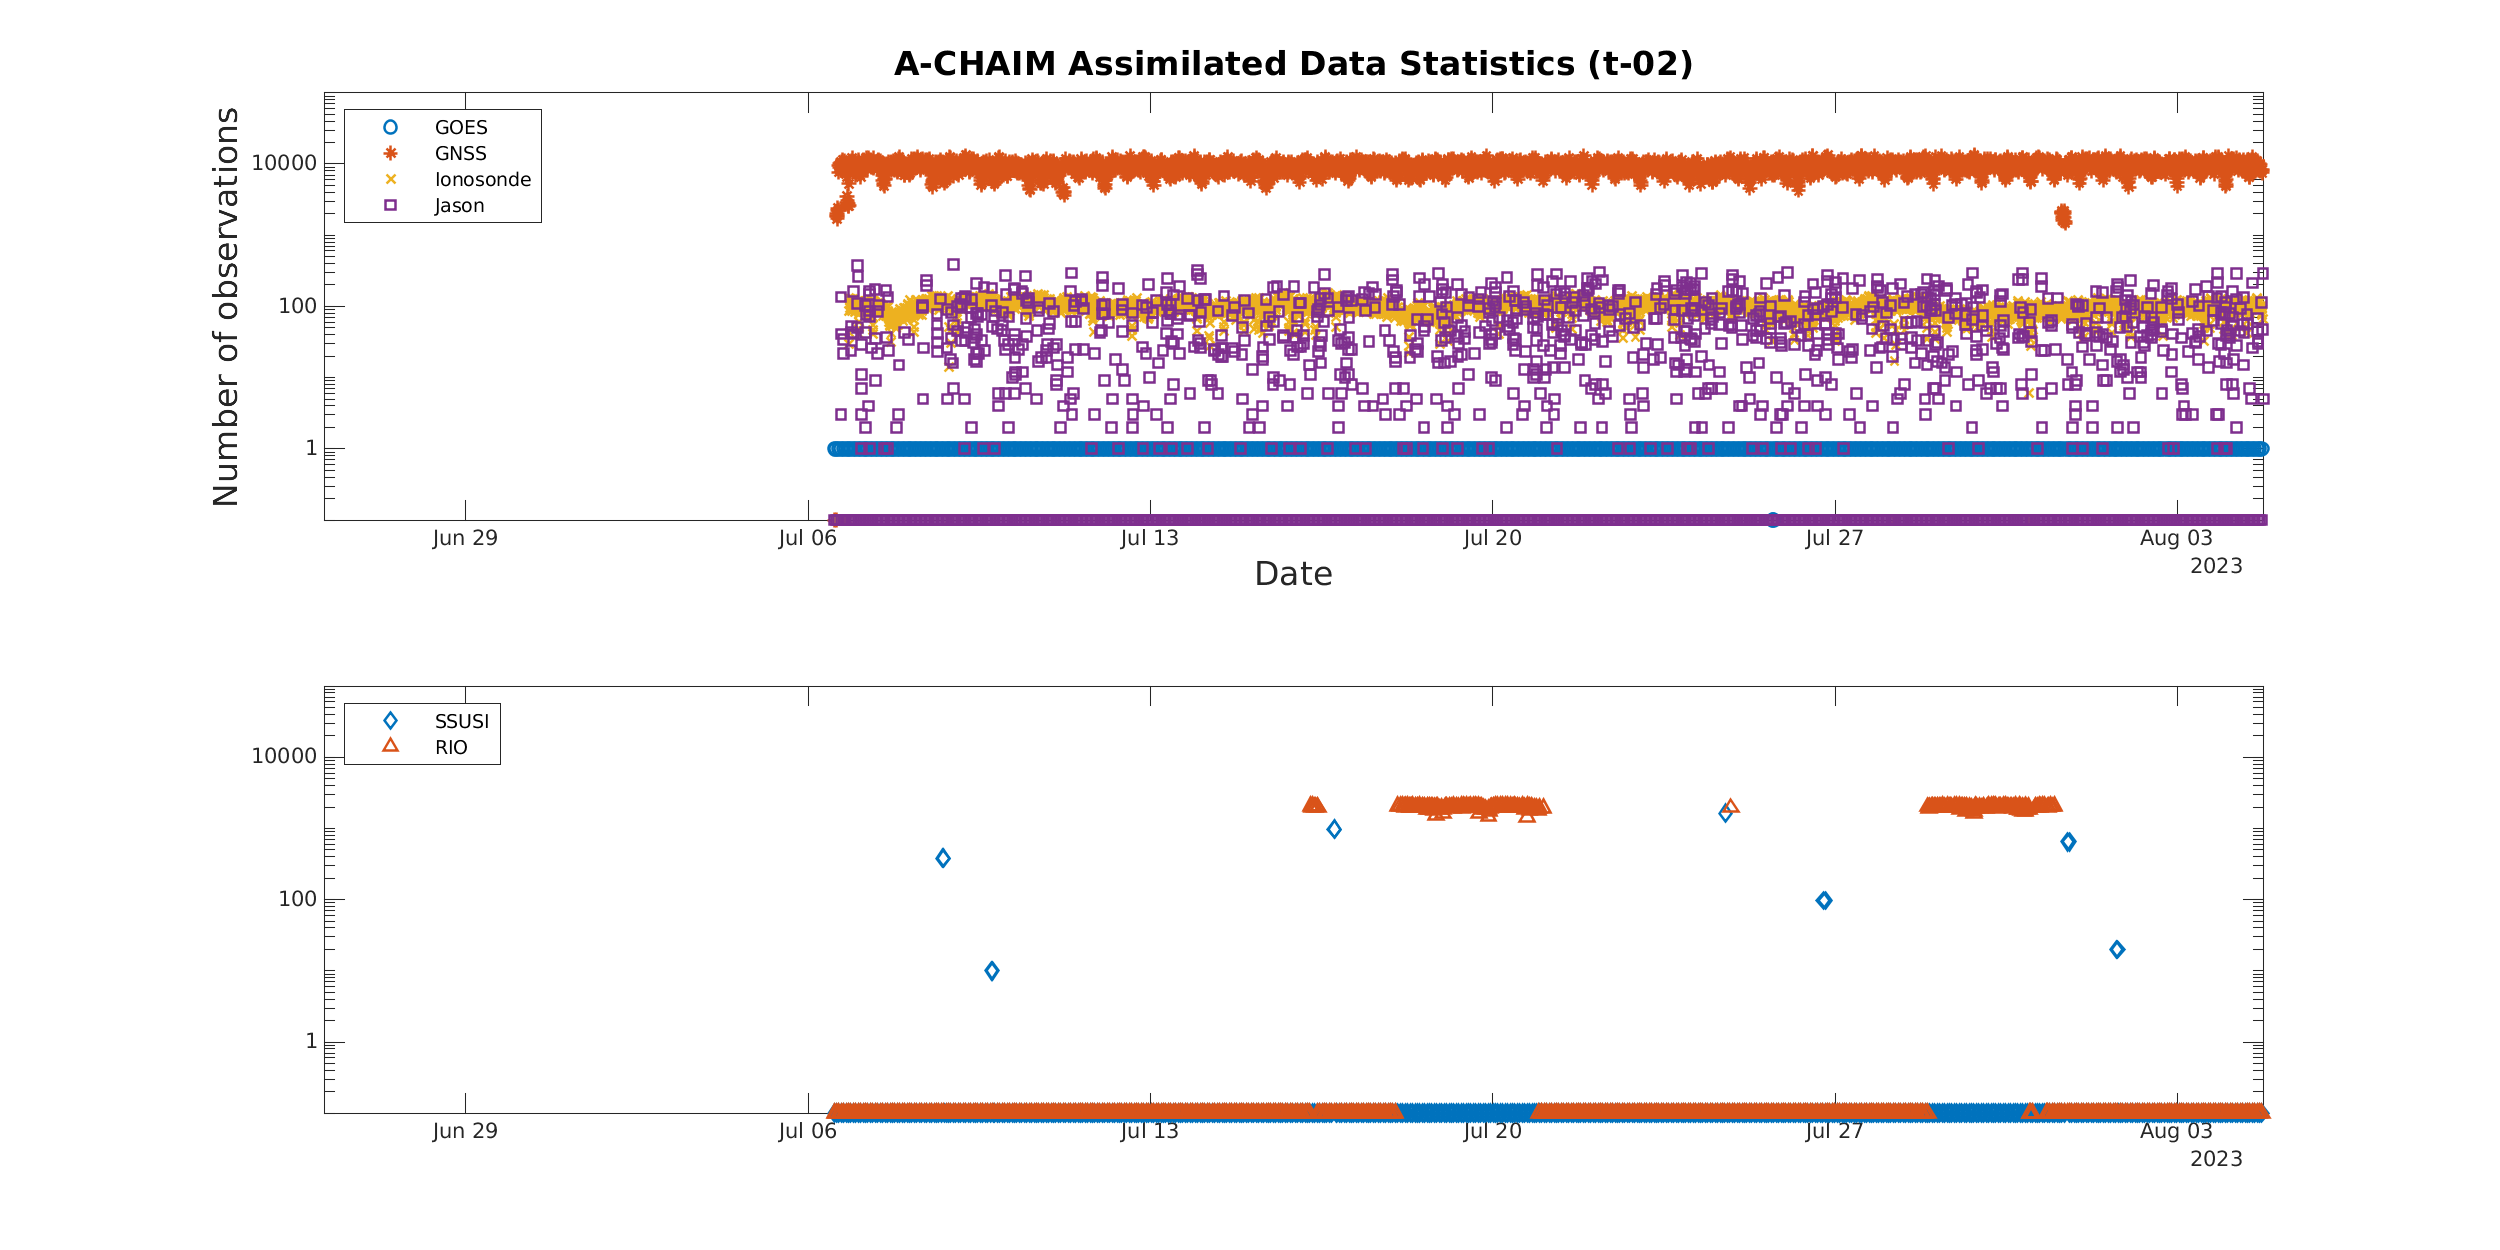 A-CHAIM Assimilated Data Statistics (t-02)
Number of observations
GOES
GNSS
Ionosonde
Jason
10000
100
1
Jun 29 Jul 06 Jul 13 Jul 20 Jul 27 Aug 03
2023
Date
SSUSI
RIO
10000
100
1
Jun 29 Jul 06 Jul 13 Jul 20 Jul 27 Aug 03
2023